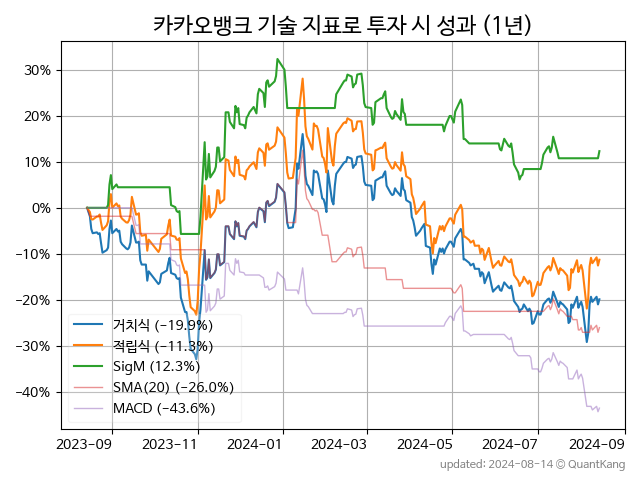 카카오뱅크 기술 지표로 투자 시 성과 (1년)
30%
20%
10%
0%
−10%
−20%
−30%
−40%
거치식 (−19.9%)
적립식 (−11.3%)
SigM (12.3%)
SMA(20) (−26.0%)
MACD (−43.6%)
2023-09 2023-11 2024-01 2024-03 2024-05 2024-07 2024-09
updated: 2024-08-14 ⓒ QuantKang